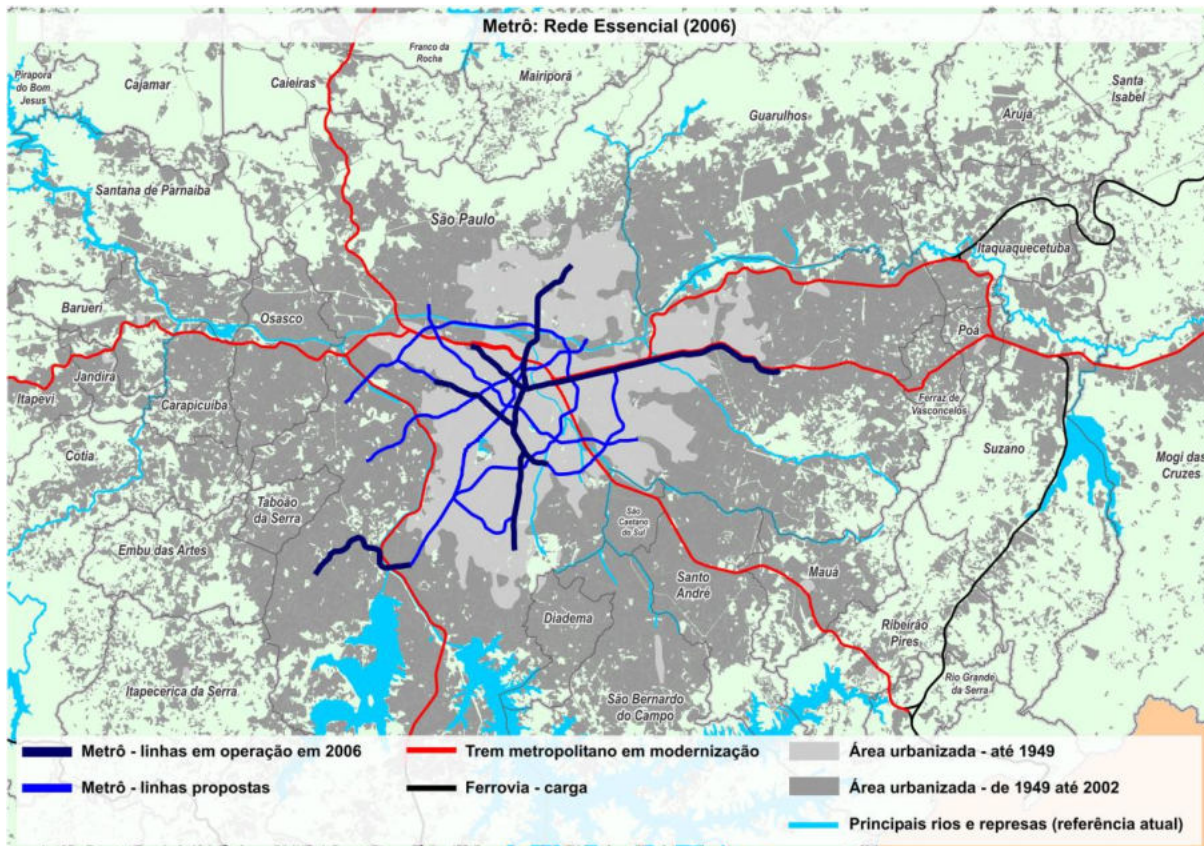 Metrô: Rede Essencial (2006)
Franco da
Rocha
Mairiporã
Pirapora
do Bom
Jesus
Cajamar
Caieiras
Santa
Isabel
Guarulhos
Arujá
Santana de Parnaíba
São Paulo
Itaquaquecetuba
Barueri
Osasco
Poá
Jandira
Itapevi
Carapicuíba
Ferraz de
Vasconcelos
Cotia
Suzano
Mogi das
Cruzes
Taboão
da Serra
São
Caetano
do Sul
Embu das Artes
Santo
André
Mauá
Diadema
Ribeirão
Pires
Itapecerica da Serra
São Bernardo
do Campo
Rio Grande
da Serra
Metrô - linhas em operação em 2006
Metrô - linhas propostas
Trem metropolitano em modernização
Ferrovia - carga
Área urbanizada - até 1949
Área urbanizada - de 1949 até 2002
Principais rios e represas (referência atual)